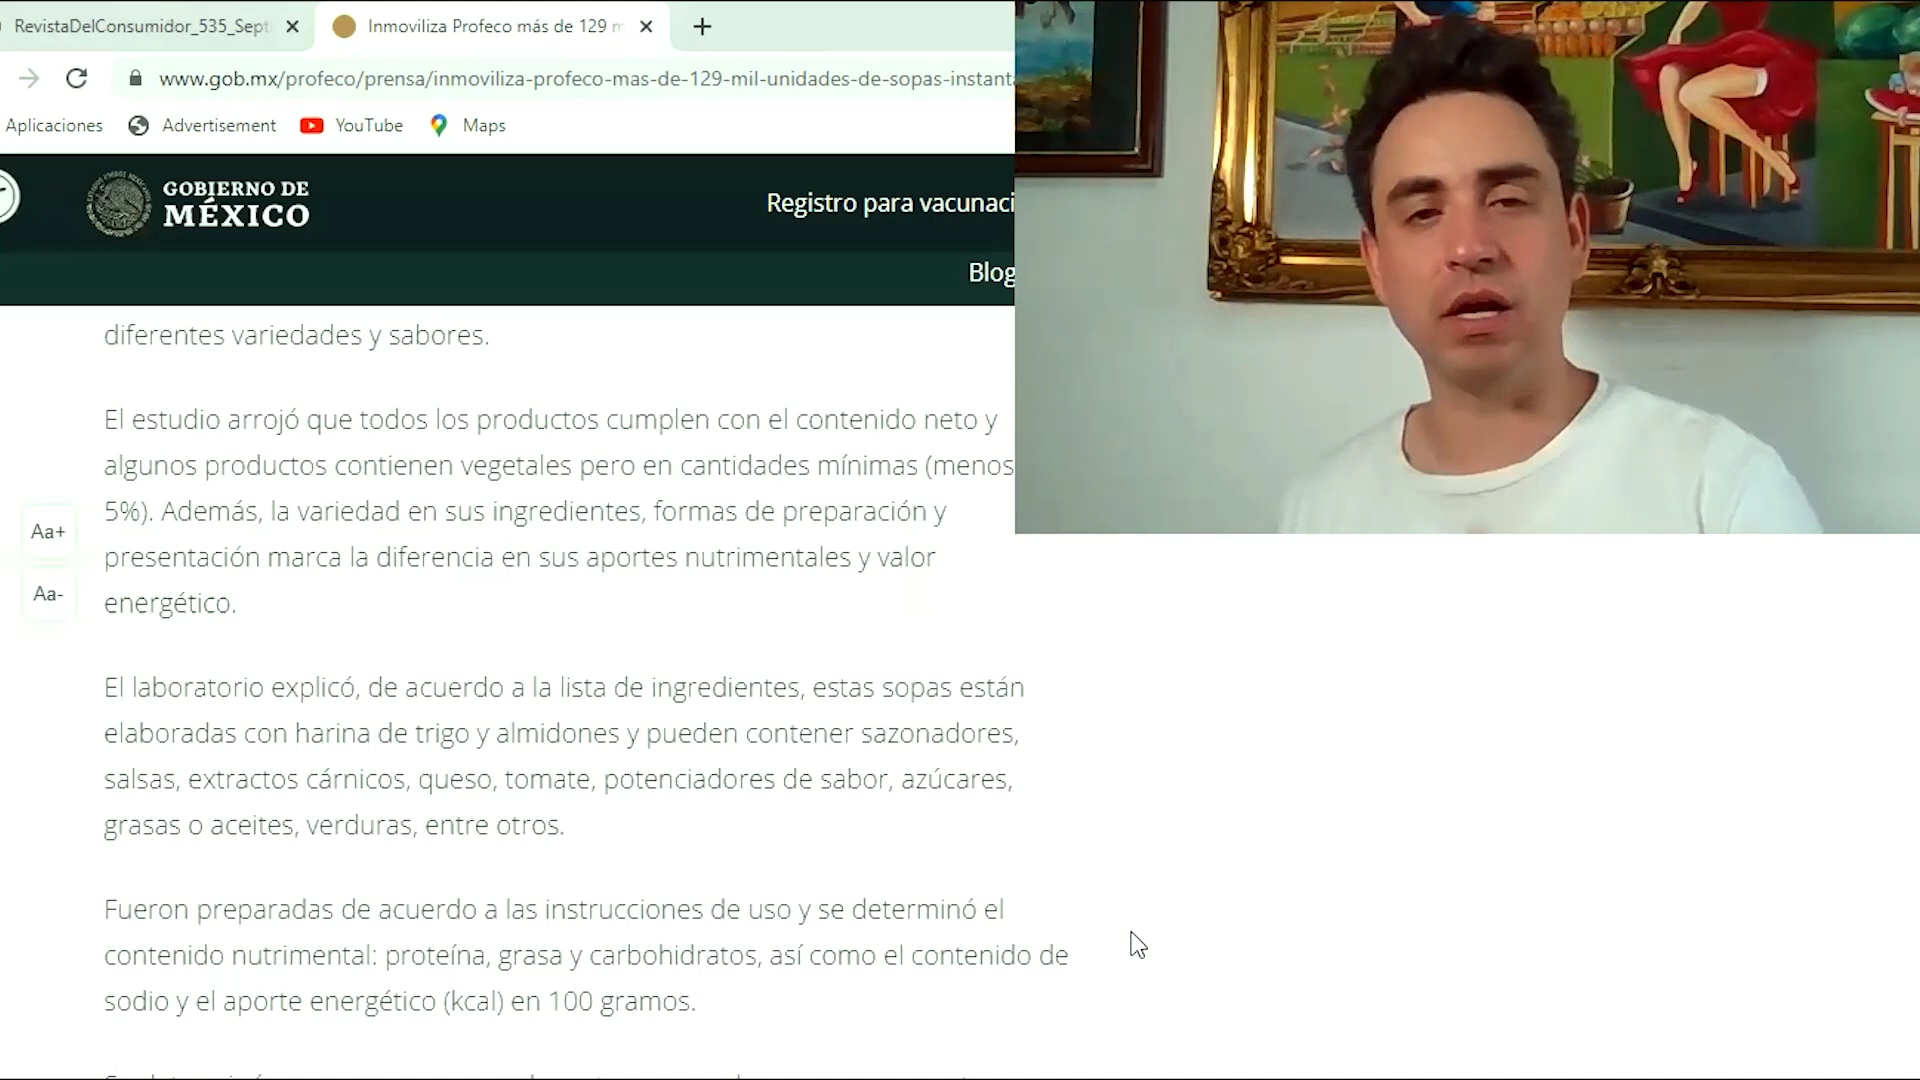 RevistaDelConsumidor_535_Sept
Inmoviliza Profeco más de 129 m
www.gob.mx/profeco/prensa/inmoviliza-profeco-mas-de-129-mil-unidades-de-sopas-instant
Aplicaciones Advertisement YouTube Maps
GOBIERNO DE
MÉXICO
Registro para vacunaci
Blog
diferentes variedades y sabores.
El estudio arrojó que todos los productos cumplen con el contenido neto y
algunos productos contienen vegetales pero en cantidades mínimas (menos
5%). Además, la variedad en sus ingredientes, formas de preparación y
presentación marca la diferencia en sus aportes nutrimentales y valor
energético.
Aa+
Aa-
El laboratorio explicó, de acuerdo a la lista de ingredientes, estas sopas están
elaboradas con harina de trigo y almidones y pueden contener sazonadores,
salsas, extractos cárnicos, queso, tomate, potenciadores de sabor, azúcares,
grasas o aceites, verduras, entre otros.
Fueron preparadas de acuerdo a las instrucciones de uso y se determinó el
contenido nutrimental: proteína, grasa y carbohidratos, así como el contenido de
sodio y el aporte energético (kcal) en 100 gramos.